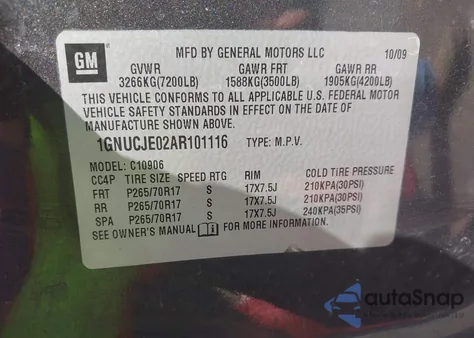 GM
MFD BY GENERAL MOTORS LLC 10/09
GVWR GAWR FRT GAWR RR
3266KG(7200LB) 1588KG(3500LB) 1905KG(4200LB)
THIS VEHICLE CONFORMS TO ALL APPLICABLE U.S. FEDERAL MOTOR
VEHICLE SAFETY STANDARDS IN EFFECT ON THE DATE OF
MANUFACTURE SHOWN ABOVE.
1GNUCJE02AR101116 TYPE: M.P.V.
MODEL: C10906
CC4P TIRE SIZE SPEED RTG RIM COLD TIRE PRESSURE
FRT P265/70R17 S 17X7.5J 210KPA(30PSI)
RR P265/70R17 S 17X7.5J 210KPA(30PSI)
SPA P265/70R17 S 17X7.5J 240KPA(35PSI)
SEE OWNER'S MANUAL FOR MORE INFORMATION.
autoSnap